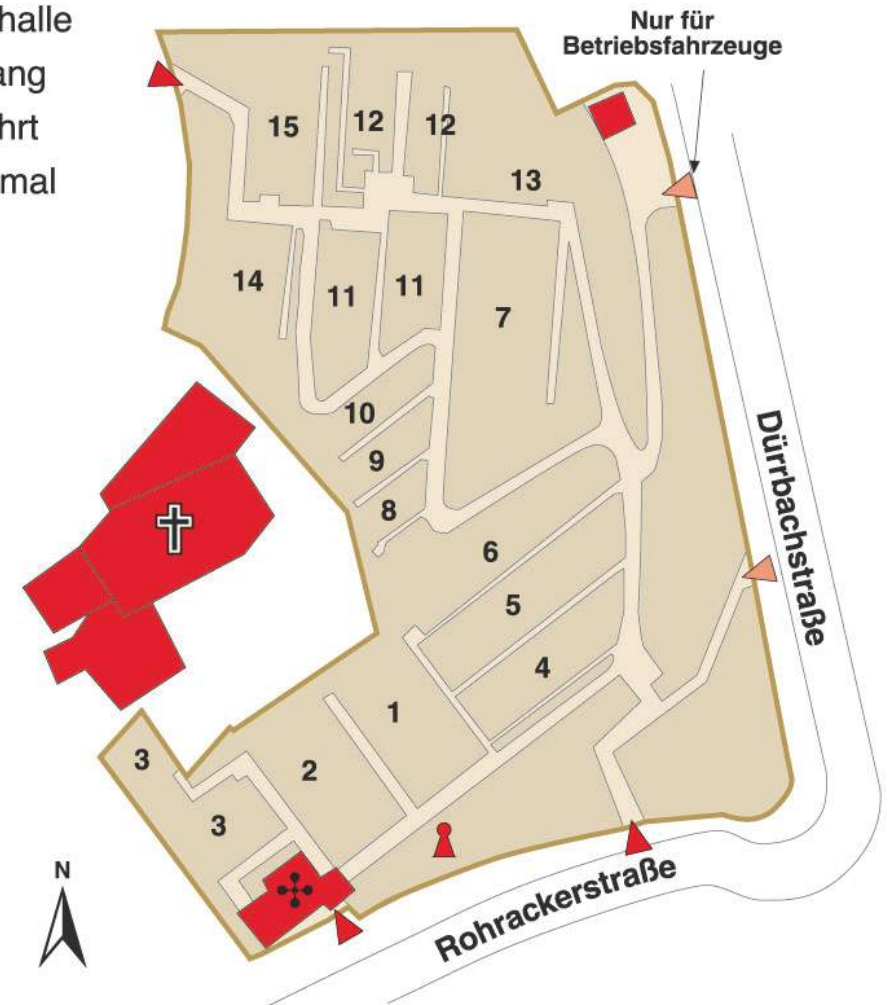 halle
ang
hrt
mal
Nur für
Betriebsfahrzeuge
15
12
12
13
14
11
11
7
10
9
8
6
5
4
1
2
3
3
Dürrbachstraße
Rohrackerstraße
N